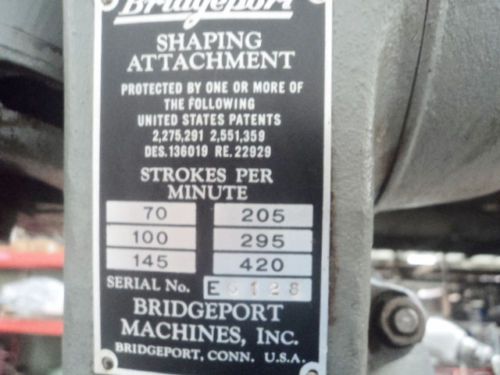 Bridgeport
SHAPING
ATTACHMENT
PROTECTED BY ONE OR MORE OF
THE FOLLOWING
UNITED STATES PATENTS
2,275,291 2,551,359
DES. 136019 RE. 22929
STROKES PER
MINUTE
70 205
100 295
145 420
SERIAL No. E 6128
BRIDGEPORT
MACHINES, INC.
BRIDGEPORT, CONN. U.S.A.